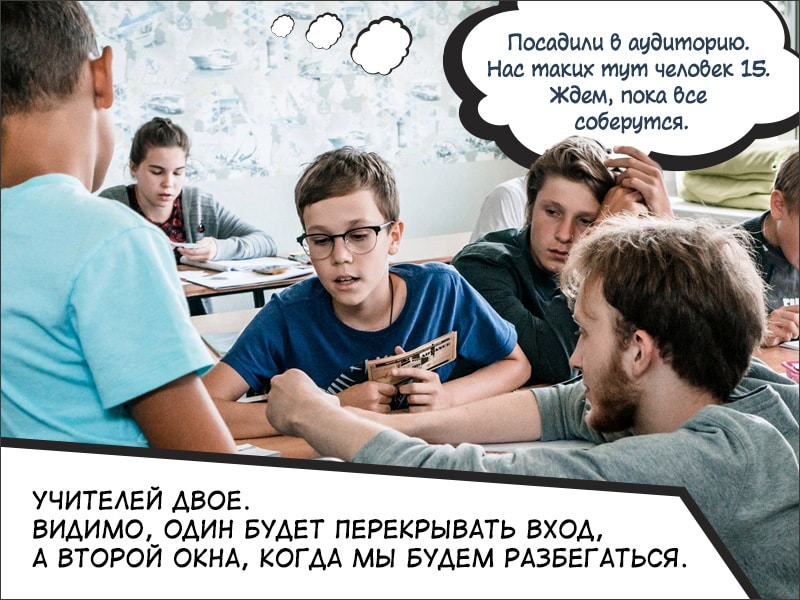 Посадили в аудиторию.
Нас таких тут человек 15.
Ждем, пока все
соберутся.
УЧИТЕЛЕЙ ДВОЕ.
ВИДИМО, ОДИН БУДЕТ ПЕРЕКРЫВАТЬ ВХОД,
А ВТОРОЙ ОКНА, КОГДА МЫ БУДЕМ РАЗБЕГАТЬСЯ.